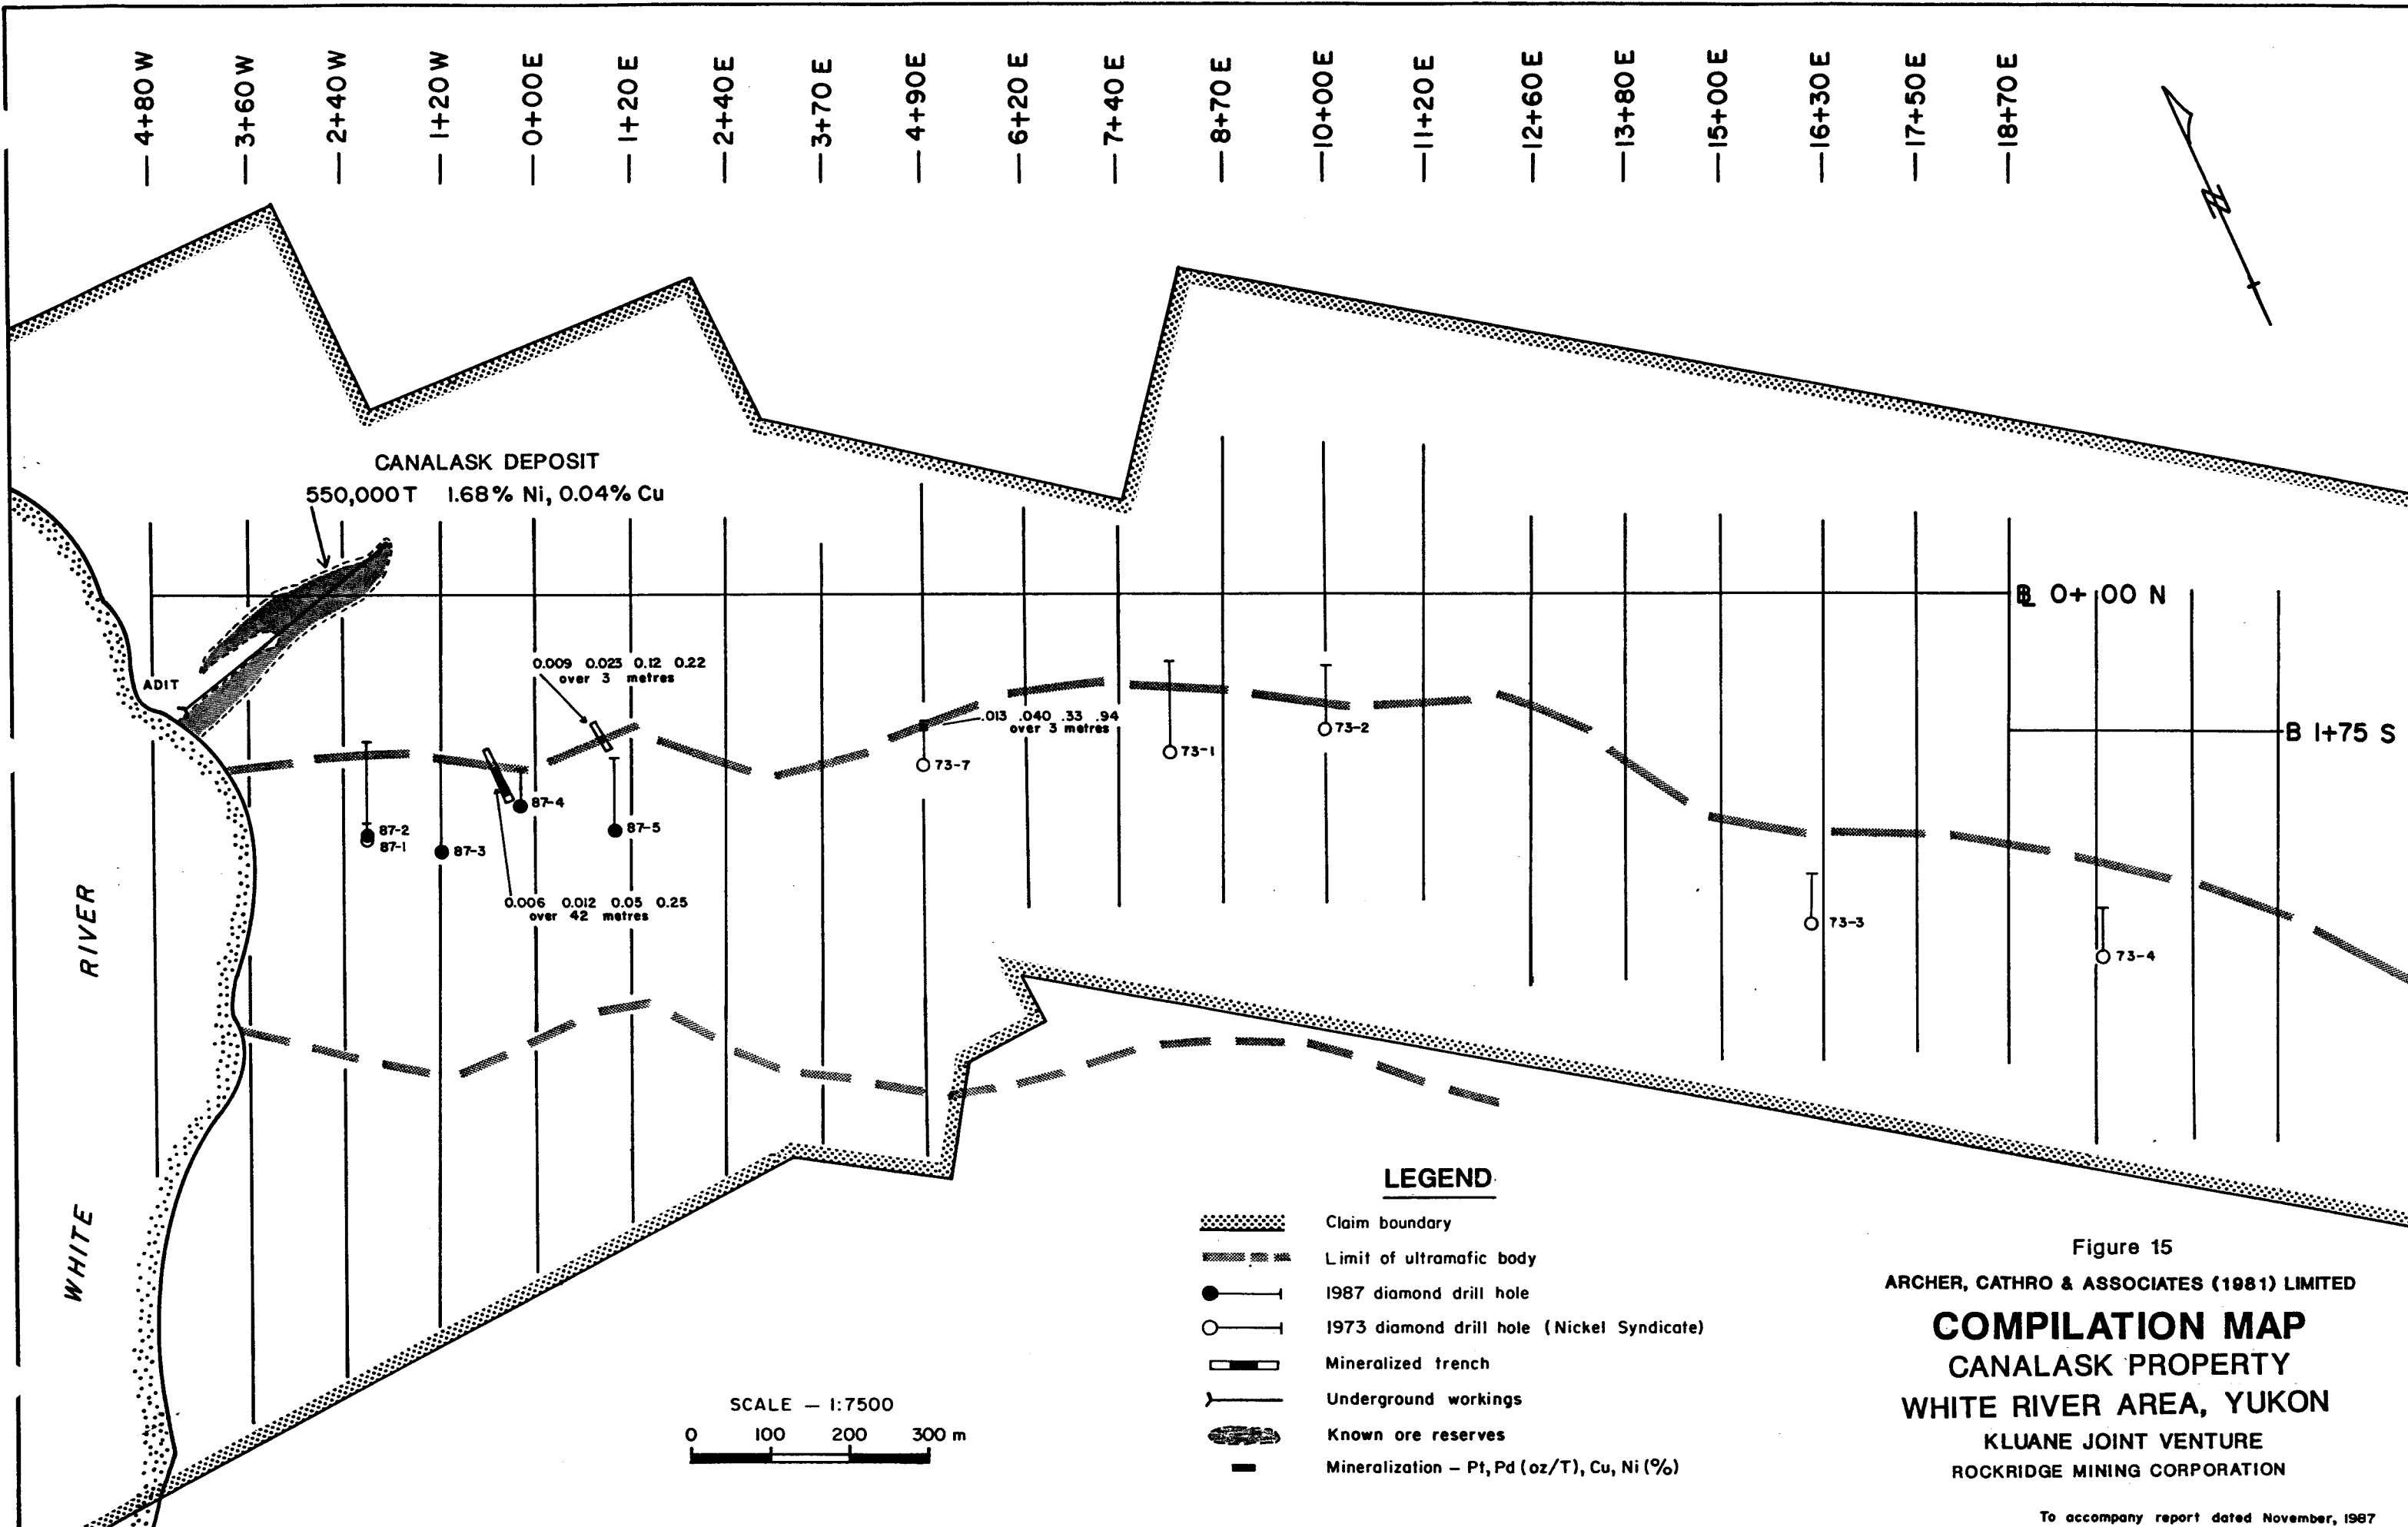 4+80 W
3+60 W
2+40 W
1+20 W
0+00 E
1+20 E
2+40 E
3+70 E
4+90 E
6+20 E
7+40 E
8+70 E
10+00 E
11+20 E
12+60 E
13+80 E
15+00 E
16+30 E
17+50 E
18+70 E
N
CANALASK DEPOSIT
550,000 T 1.68% Ni, 0.04% Cu
BL 0+00 N
ADIT
0.009 0.023 0.12 0.22
over 3 metres
.013 .040 .33 .94
over 3 metres
73-7
73-1
73-2
B 1+75 S
87-4
87-2
87-1
87-3
87-5
0.006 0.012 0.05 0.25
over 42 metres
73-3
73-4
WHITE RIVER
LEGEND
Claim boundary
Limit of ultramafic body
1987 diamond drill hole
1973 diamond drill hole (Nickel Syndicate)
Mineralized trench
Underground workings
Known ore reserves
Mineralization – Pt, Pd (oz/T), Cu, Ni (%)
SCALE – 1:7500
0 100 200 300 m
Figure 15
ARCHER, CATHRO & ASSOCIATES (1981) LIMITED
COMPILATION MAP
CANALASK PROPERTY
WHITE RIVER AREA, YUKON
KLUANE JOINT VENTURE
ROCKRIDGE MINING CORPORATION
To accompany report dated November, 1987